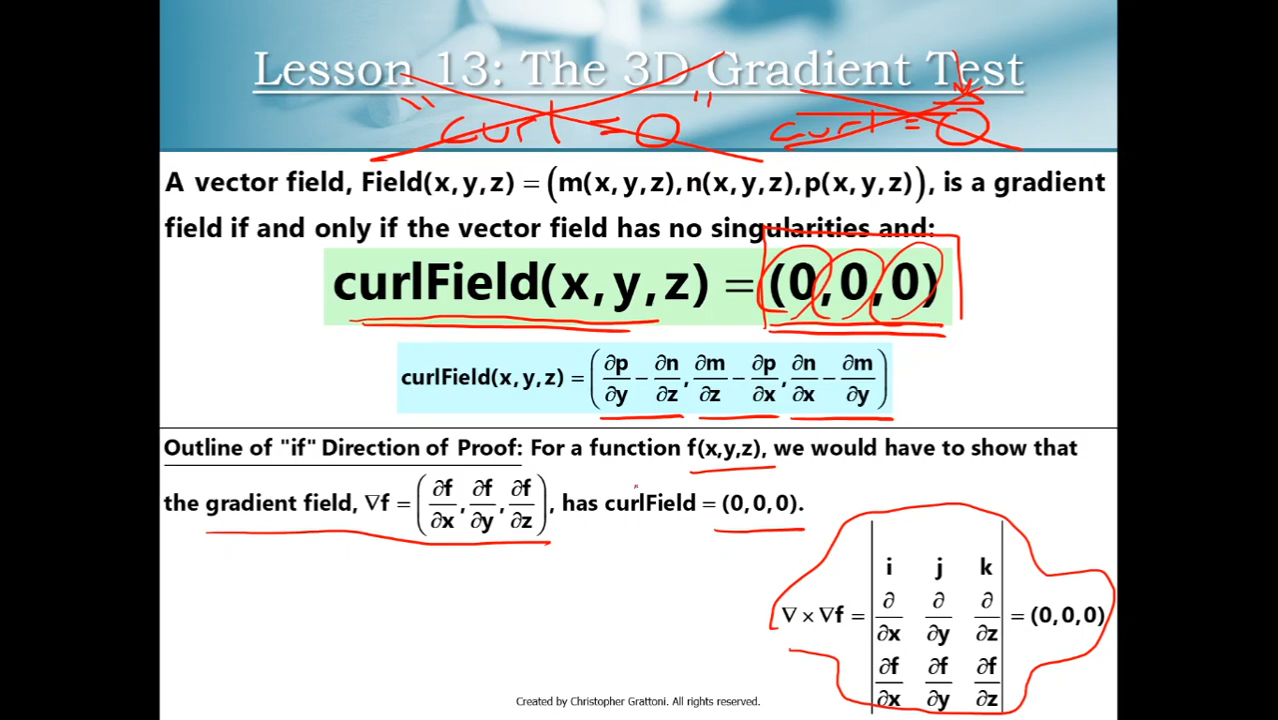 Lesson 13: The 3D Gradient Test
"curl = 0" curl = 0
A vector field, Field(x,y,z) = (m(x,y,z),n(x,y,z),p(x,y,z)), is a gradient
field if and only if the vector field has no singularities and:
curlField(x,y,z) = (0,0,0)
curlField(x,y,z) = (∂p/∂y − ∂n/∂z, ∂m/∂z − ∂p/∂x, ∂n/∂x − ∂m/∂y)
Outline of "if" Direction of Proof: For a function f(x,y,z), we would have to show that
the gradient field, ∇f = (∂f/∂x, ∂f/∂y, ∂f/∂z), has curlField = (0,0,0).
i j k
∇ × ∇f = | ∂/∂x ∂/∂y ∂/∂z | = (0,0,0)
∂f/∂x ∂f/∂y ∂f/∂z
Created by Christopher Grattoni. All rights reserved.